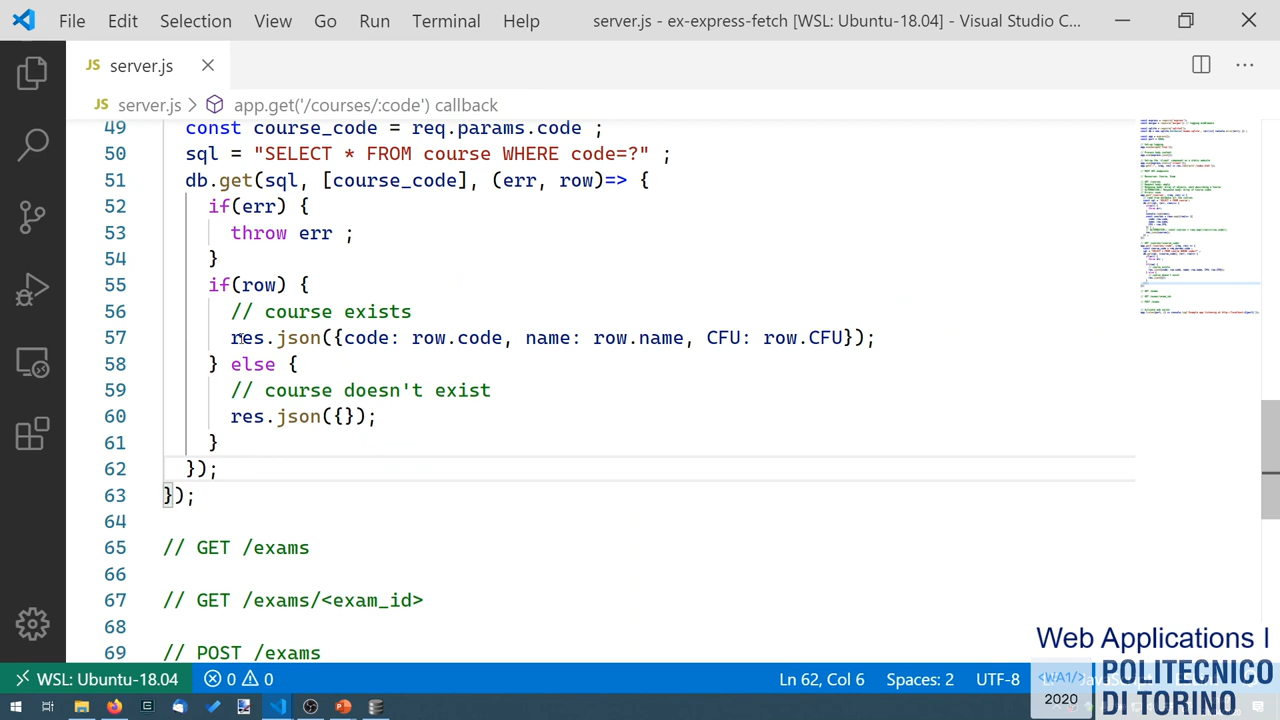 File Edit Selection View Go Run Terminal Help server.js - ex-express-fetch [WSL: Ubuntu-18.04] - Visual Studio C...
JS server.js
JS server.js > app.get('/courses/:code') callback
49 const course_code = req.params.code ;
50 sql = "SELECT * FROM course WHERE code=?" ;
51 db.get(sql, [course_code], (err, row)=> {
52 if(err) {
53 throw err ;
54 }
55 if(row) {
56 // course exists
57 res.json({code: row.code, name: row.name, CFU: row.CFU});
58 } else {
59 // course doesn't exist
60 res.json({});
61 }
62 });
63 });
64
65 // GET /exams
66
67 // GET /exams/<exam_id>
68
69 // POST /exams
WSL: Ubuntu-18.04 0 0 Ln 62, Col 6 Spaces: 2 UTF-8
Web Applications I
<WA1/>
2020
POLITECNICO
DI TORINO